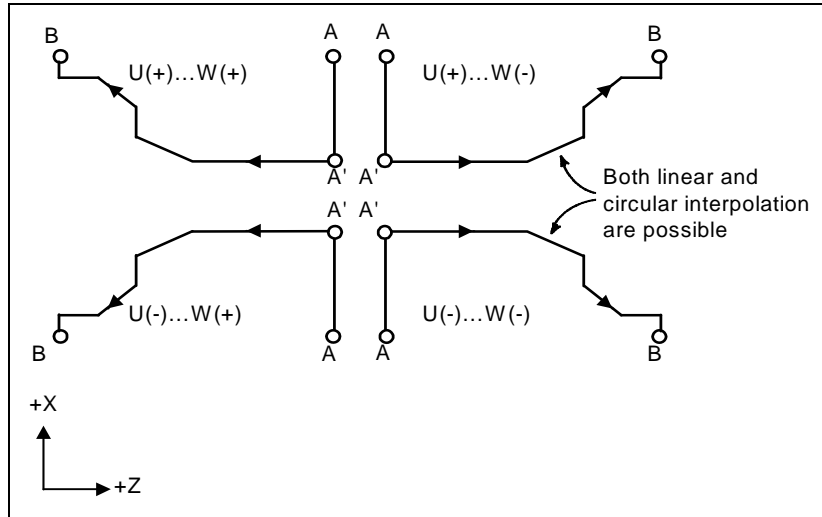 B
A
A
B
U(+)...W(+)
U(+)...W(-)
A'
A'
Both linear and
circular interpolation
are possible
A'
A'
U(-)...W(+)
U(-)...W(-)
B
A
A
B
+X
+Z